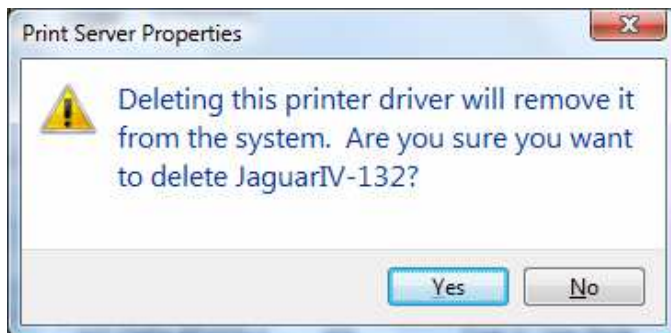 Print Server Properties
Deleting this printer driver will remove it
from the system.  Are you sure you want
to delete JaguarIV-132?
Yes
No